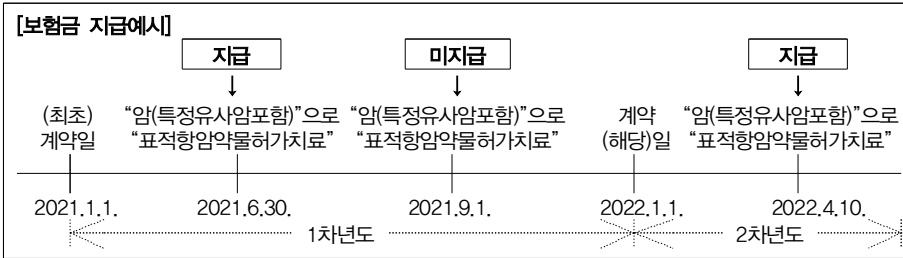 [보험금 지급예시]
지급 미지급 지급
(최초) "암(특정유사암포함)"으로 "암(특정유사암포함)"으로 계약 "암(특정유사암포함)"으로
계약일 "표적항암약물허가치료" "표적항암약물허가치료" (해당)일 "표적항암약물허가치료"
2021.1.1. 2021.6.30. 2021.9.1. 2022.1.1. 2022.4.10.
1차년도 2차년도